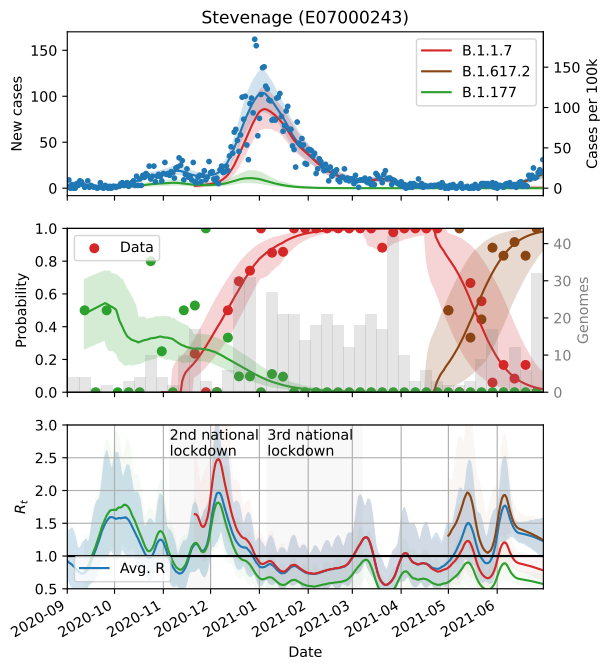 Stevenage (E07000243)
New cases
150
100
50
0
B.1.1.7
B.1.617.2
B.1.177
150
100
50
0
Cases per 100k
Probability
1.0
0.8
0.6
0.4
0.2
0.0
Data
40
30
20
10
0
Genomes
R_t
3.0
2.5
2.0
1.5
1.0
0.5
2nd national
lockdown
3rd national
lockdown
Avg. R
2020-09
2020-10
2020-11
2020-12
2021-01
2021-02
2021-03
2021-04
2021-05
2021-06
Date